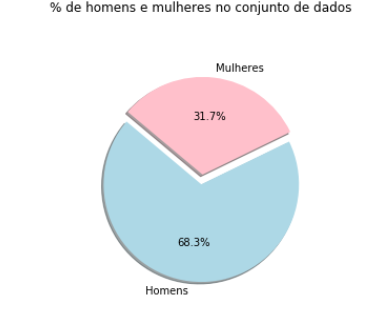 % de homens e mulheres no conjunto de dados
Mulheres
31.7%
68.3%
Homens